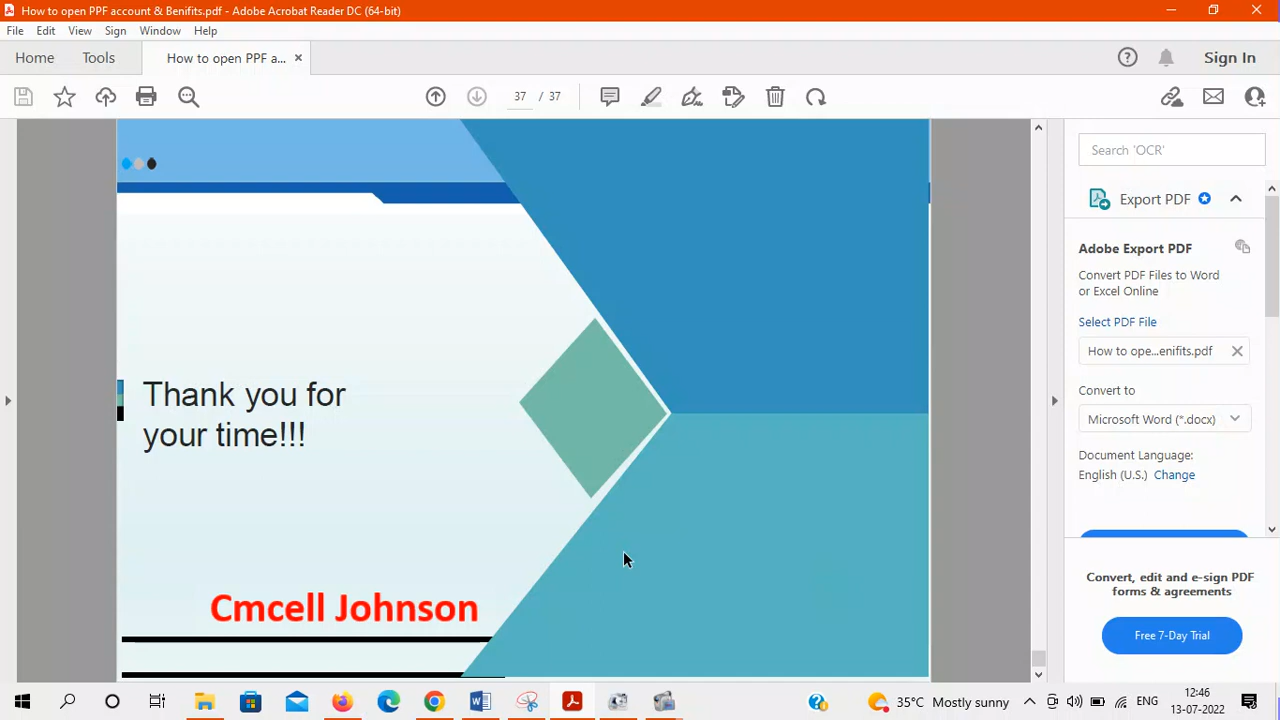 How to open PPF account & Benifits.pdf - Adobe Acrobat Reader DC (64-bit)
File Edit View Sign Window Help
Home Tools How to open PPF a... × Sign In
37 / 37
Search 'OCR'
Export PDF
Adobe Export PDF
Convert PDF Files to Word
or Excel Online
Select PDF File
How to ope...enifits.pdf
Convert to
Microsoft Word (*.docx)
Document Language:
English (U.S.) Change
Thank you for
your time!!!
Cmcell Johnson
Convert, edit and e-sign PDF
forms & agreements
Free 7-Day Trial
35°C Mostly sunny ENG 12:46
13-07-2022